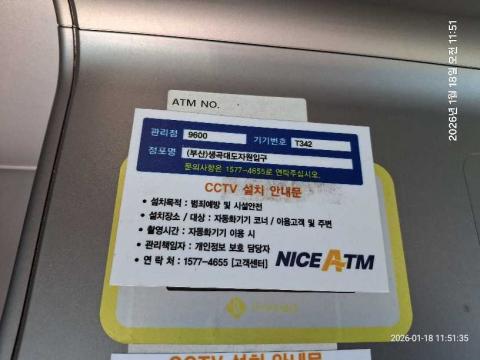 ATM NO.
관리점 9600 기기번호 T342
점포명 (부산)생곡대도자원입구
문의사항은 1577-4655로 연락주십시오.
CCTV 설치 안내문
• 설치목적 : 범죄예방 및 시설안전
• 설치장소 / 대상 : 자동화기기 코너 / 이용고객 및 주변
• 촬영시간 : 자동화기기 이용 시
• 관리책임자 : 개인정보 보호 담당자
• 연 락 처 : 1577-4655 [고객센터]
NICE ATM
CCTV 설치 안내문
2026년 1월 18일 오전 11:51
2026-01-18 11:51:35